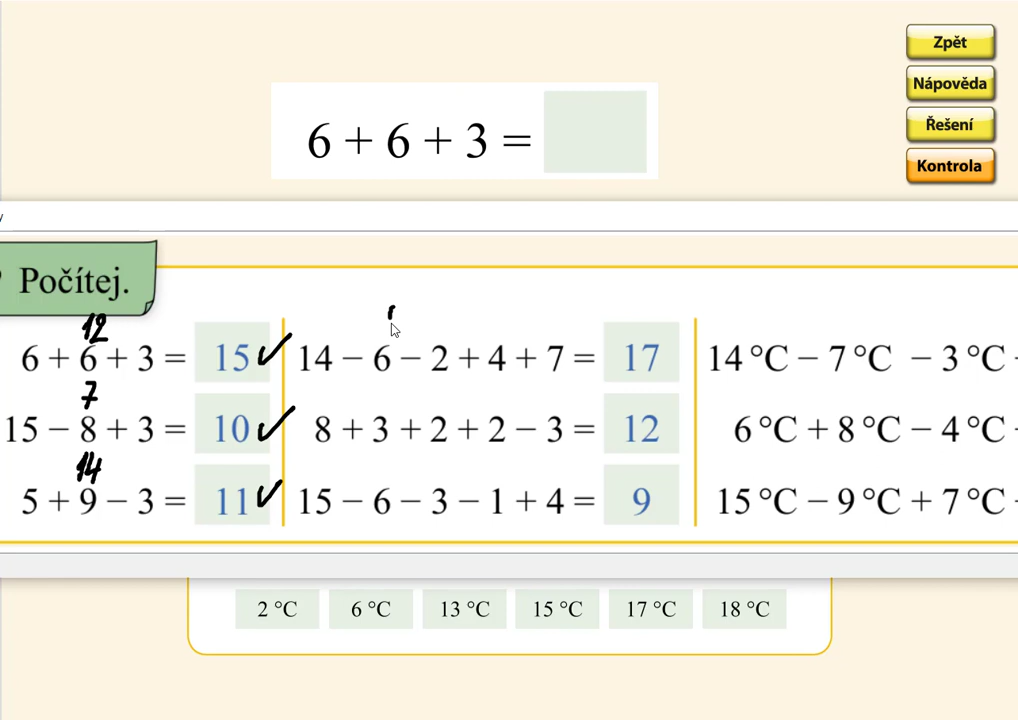 Zpět
Nápověda
Řešení
Kontrola
6 + 6 + 3 =
Počítej.
12
6 + 6 + 3 = 15 ✓
7
15 − 8 + 3 = 10 ✓
14
5 + 9 − 3 = 11 ✓
14 − 6 − 2 + 4 + 7 = 17
8 + 3 + 2 + 2 − 3 = 12
15 − 6 − 3 − 1 + 4 = 9
14 °C − 7 °C − 3 °C
6 °C + 8 °C − 4 °C
15 °C − 9 °C + 7 °C
2 °C 6 °C 13 °C 15 °C 17 °C 18 °C